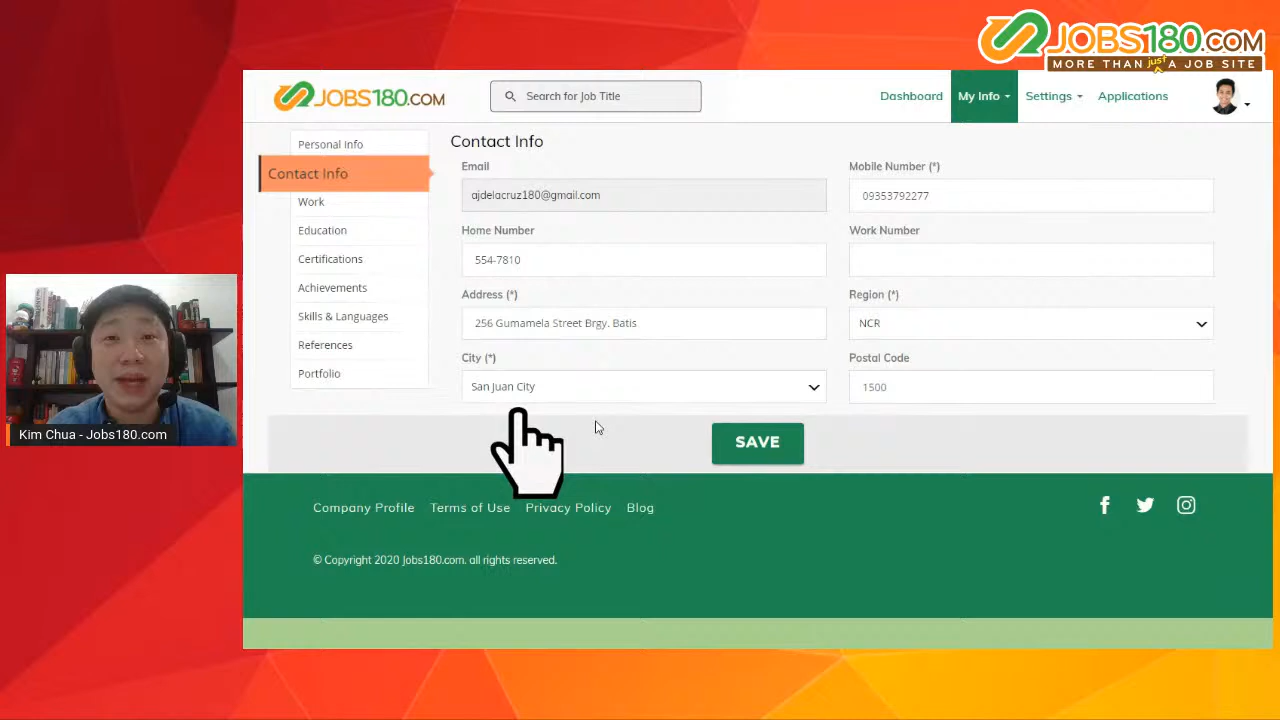 JOBS180.COM
MORE THAN just A JOB SITE
JOBS180.COM
Search for Job Title
Dashboard
My Info
Settings
Applications
Personal Info
Contact Info
Work
Education
Certifications
Achievements
Skills & Languages
References
Portfolio
Contact Info
Email
ajdelacruz180@gmail.com
Mobile Number (*)
09353792277
Home Number
554-7810
Work Number
Address (*)
256 Gumamela Street Brgy. Batis
Region (*)
NCR
City (*)
San Juan City
Postal Code
1500
SAVE
Kim Chua - Jobs180.com
Company Profile Terms of Use Privacy Policy Blog
© Copyright 2020 Jobs180.com. all rights reserved.